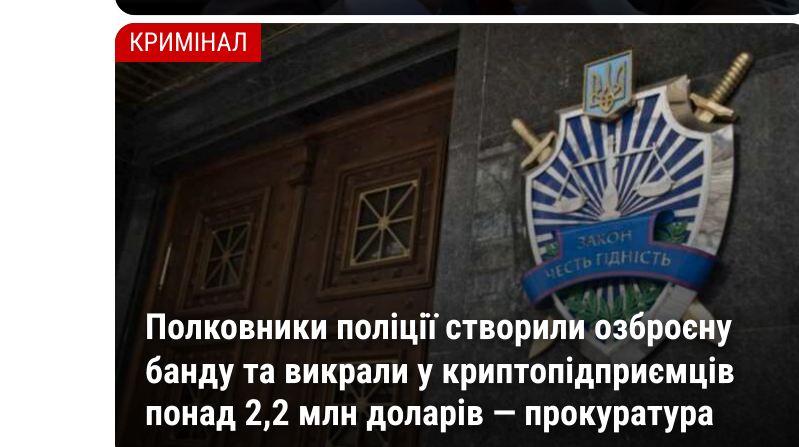 КРИМІНАЛ
ЗАКОН
ЧЕСТЬ ГІДНІСТЬ
Полковники поліції створили озброєну
банду та викрали у криптопідприємців
понад 2,2 млн доларів — прокуратура